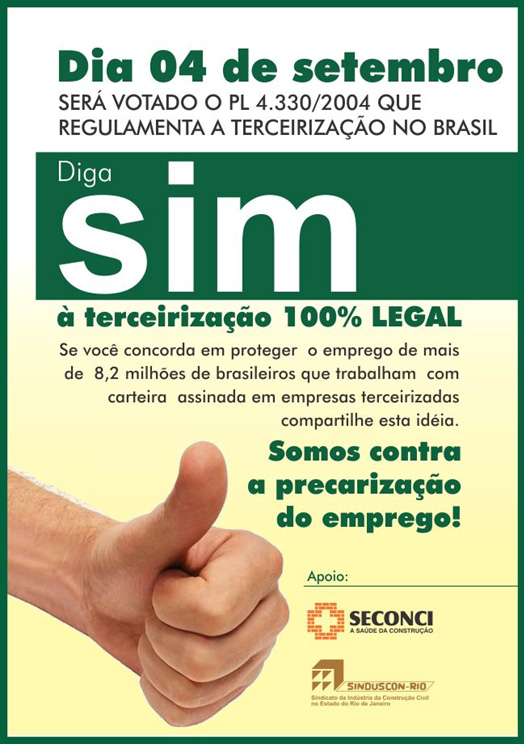 Dia 04 de setembro
SERÁ VOTADO O PL 4.330/2004 QUE
REGULAMENTA A TERCEIRIZAÇÃO NO BRASIL
Diga
sim
à terceirização 100% LEGAL
Se você concorda em proteger o emprego de mais
de 8,2 milhões de brasileiros que trabalham com
carteira assinada em empresas terceirizadas
compartilhe esta idéia.
Somos contra
a precarização
do emprego!
Apoio:
SECONCI
A SAÚDE DA CONSTRUÇÃO
SINDUSCON-RIO
Sindicato da Indústria da Construção Civil
no Estado do Rio de Janeiro